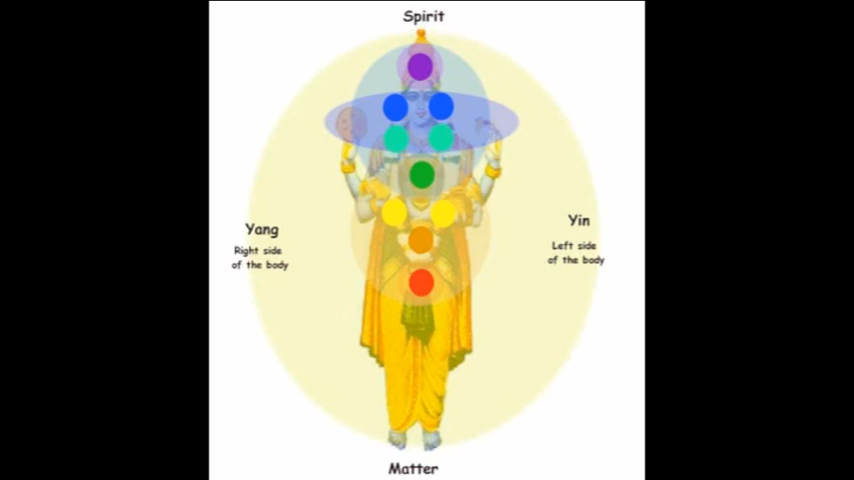 Spirit
Yang
Right side
of the body
Yin
Left side
of the body
Matter